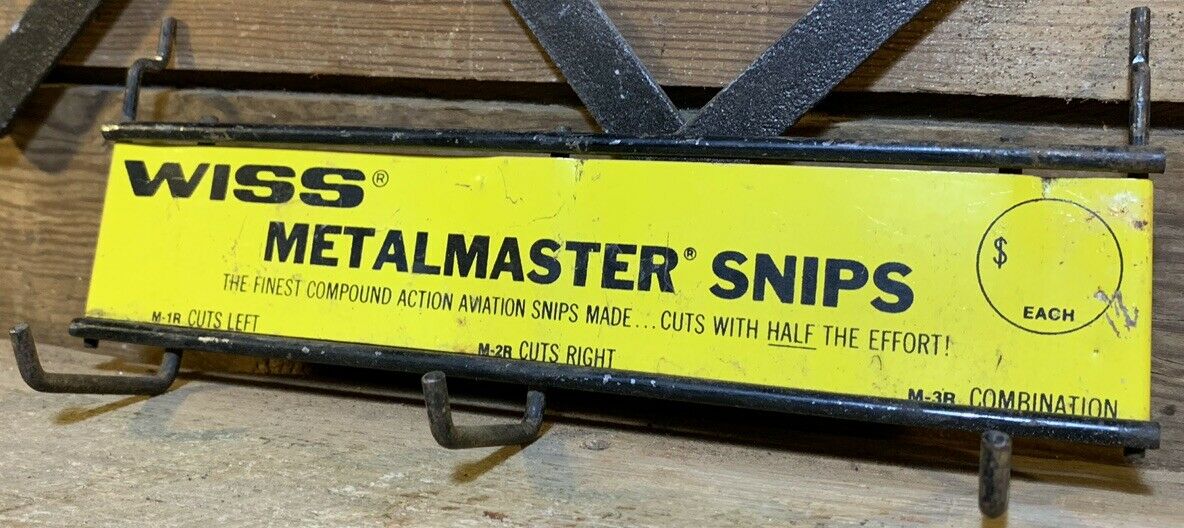 WISS®
METALMASTER® SNIPS
THE FINEST COMPOUND ACTION AVIATION SNIPS MADE...CUTS WITH HALF THE EFFORT!
$
EACH
M-1R CUTS LEFT
M-2R CUTS RIGHT
M-3R COMBINATION